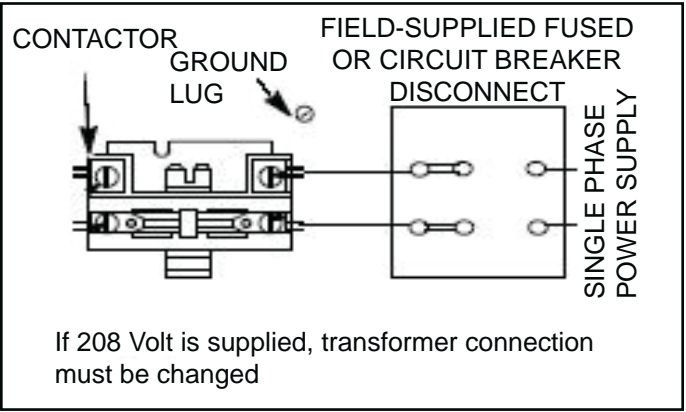 CONTACTOR
GROUND
LUG
FIELD-SUPPLIED FUSED
OR CIRCUIT BREAKER
DISCONNECT
SINGLE PHASE
POWER SUPPLY
If 208 Volt is supplied, transformer connection
must be changed